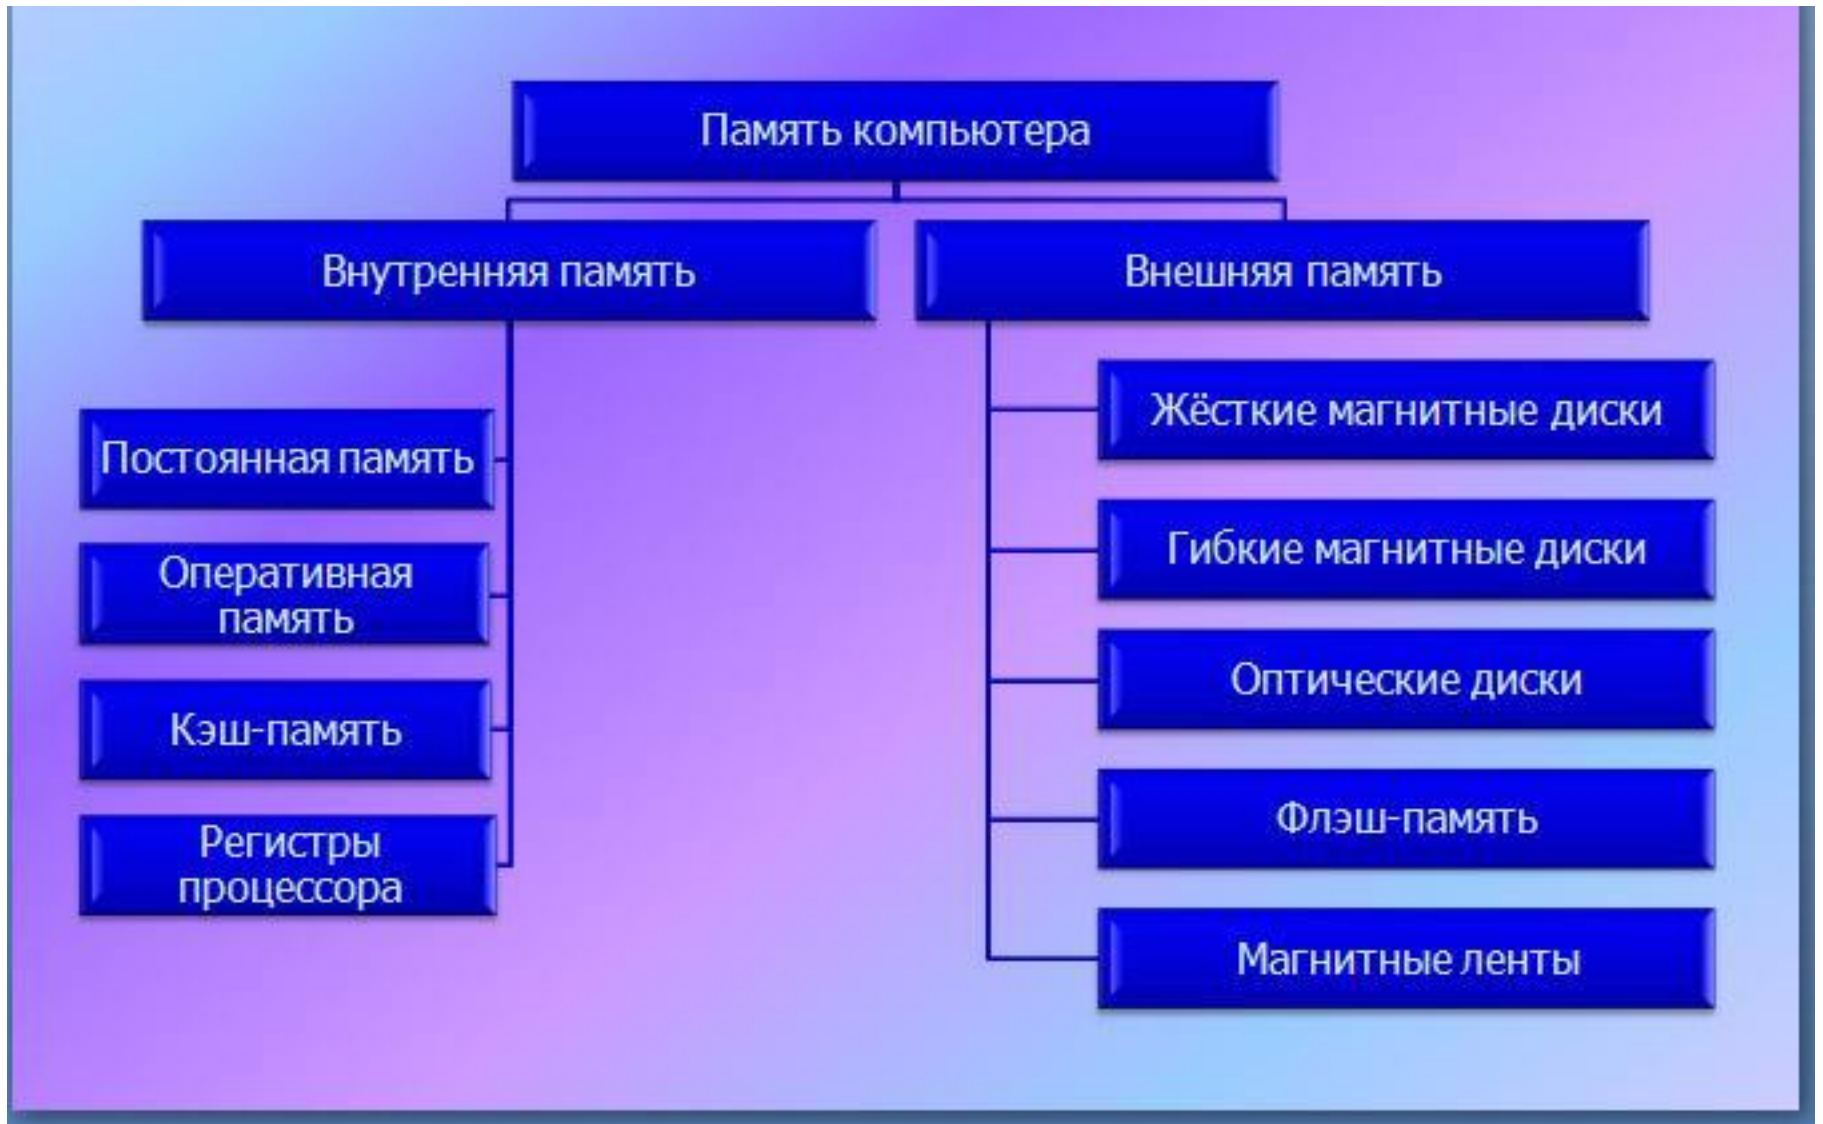 Память компьютера
Внутренняя память
Внешняя память
Постоянная память
Оперативная
память
Кэш-память
Регистры
процессора
Жёсткие магнитные диски
Гибкие магнитные диски
Оптические диски
Флэш-память
Магнитные ленты